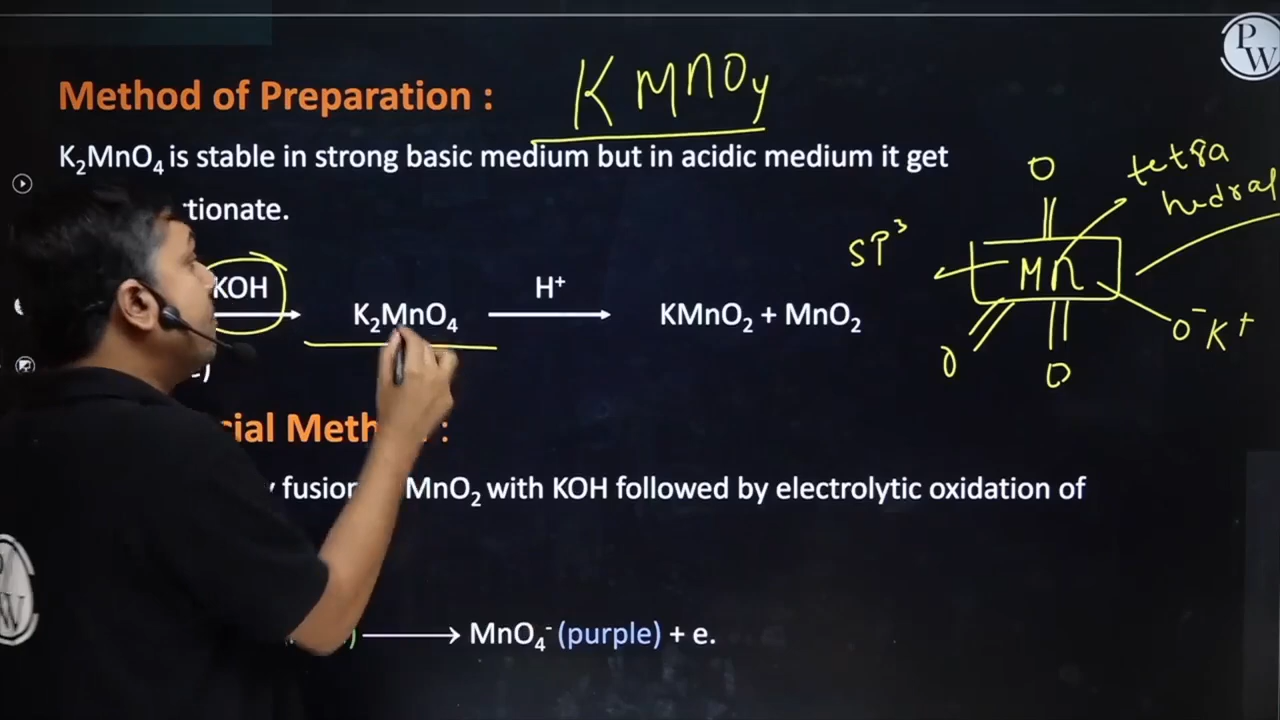 PW
Method of Preparation :
KMnO4
K2MnO4 is stable in strong basic medium but in acidic medium it get
tionate.
KOH
K2MnO4
H+
KMnO2 + MnO2
SP3
O
Mn
tetra
hedral
O
O
O- K+
cial Meth :
y fusion MnO2 with KOH followed by electrolytic oxidation of
MnO4- (purple) + e.